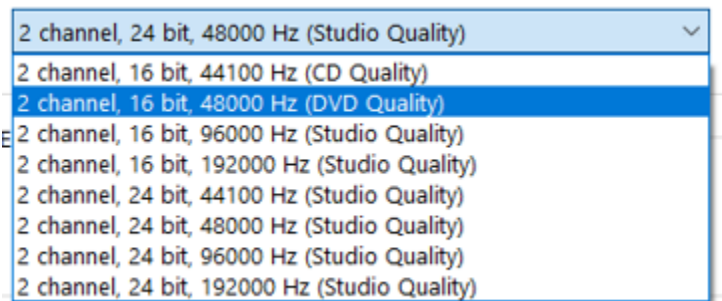 2 channel, 24 bit, 48000 Hz (Studio Quality)
2 channel, 16 bit, 44100 Hz (CD Quality)
2 channel, 16 bit, 48000 Hz (DVD Quality)
2 channel, 16 bit, 96000 Hz (Studio Quality)
2 channel, 16 bit, 192000 Hz (Studio Quality)
2 channel, 24 bit, 44100 Hz (Studio Quality)
2 channel, 24 bit, 48000 Hz (Studio Quality)
2 channel, 24 bit, 96000 Hz (Studio Quality)
2 channel, 24 bit, 192000 Hz (Studio Quality)